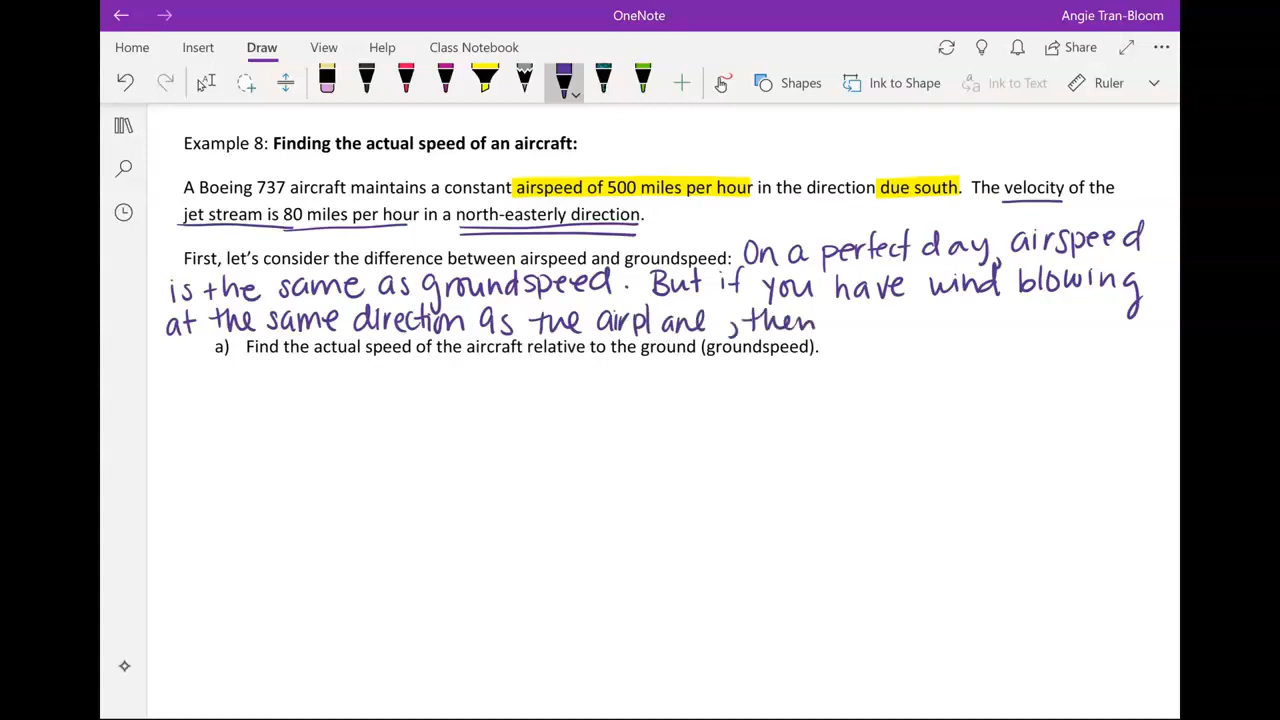 OneNote
Angie Tran-Bloom
Home Insert Draw View Help Class Notebook
Share
Shapes Ink to Shape Ink to Text Ruler
Example 8: Finding the actual speed of an aircraft:
A Boeing 737 aircraft maintains a constant airspeed of 500 miles per hour in the direction due south. The velocity of the
jet stream is 80 miles per hour in a north-easterly direction.
First, let's consider the difference between airspeed and groundspeed: On a perfect day, airspeed
is the same as groundspeed. But if you have wind blowing
at the same direction as the airplane, then
a) Find the actual speed of the aircraft relative to the ground (groundspeed).